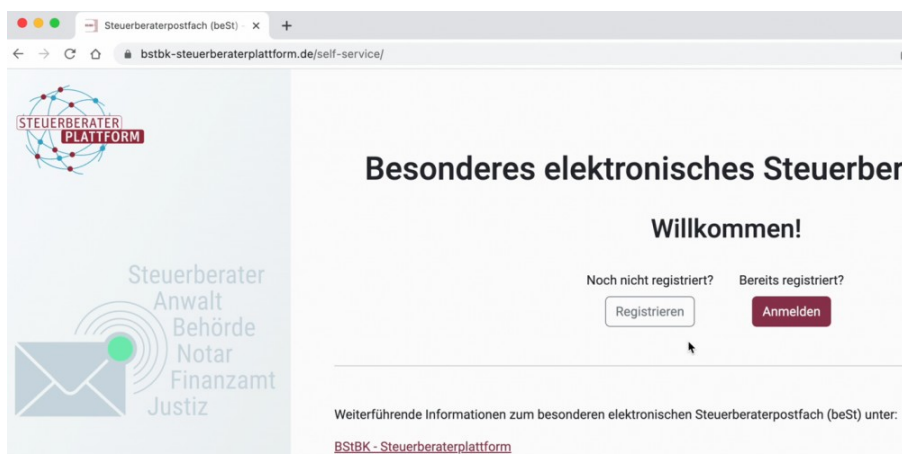 Steuerberaterpostfach (beSt) -
bstbk-steuerberaterplattform.de/self-service/
STEUERBERATER
PLATTFORM
Besonderes elektronisches Steuerber
Willkommen!
Noch nicht registriert? Bereits registriert?
Registrieren Anmelden
Steuerberater
Anwalt
Behörde
Notar
Finanzamt
Justiz
Weiterführende Informationen zum besonderen elektronischen Steuerberaterpostfach (beSt) unter:
BStBK - Steuerberaterplattform